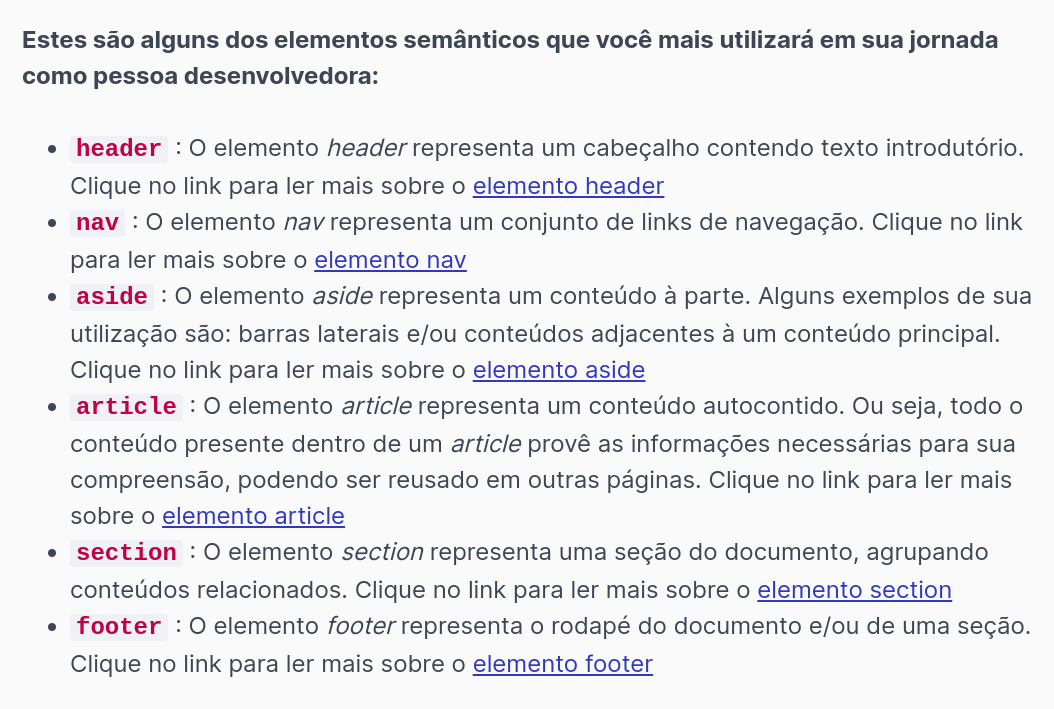 Estes são alguns dos elementos semânticos que você mais utilizará em sua jornada
como pessoa desenvolvedora:
• header : O elemento header representa um cabeçalho contendo texto introdutório.
Clique no link para ler mais sobre o elemento header
• nav : O elemento nav representa um conjunto de links de navegação. Clique no link
para ler mais sobre o elemento nav
• aside : O elemento aside representa um conteúdo à parte. Alguns exemplos de sua
utilização são: barras laterais e/ou conteúdos adjacentes à um conteúdo principal.
Clique no link para ler mais sobre o elemento aside
• article : O elemento article representa um conteúdo autocontido. Ou seja, todo o
conteúdo presente dentro de um article provê as informações necessárias para sua
compreensão, podendo ser reusado em outras páginas. Clique no link para ler mais
sobre o elemento article
• section : O elemento section representa uma seção do documento, agrupando
conteúdos relacionados. Clique no link para ler mais sobre o elemento section
• footer : O elemento footer representa o rodapé do documento e/ou de uma seção.
Clique no link para ler mais sobre o elemento footer